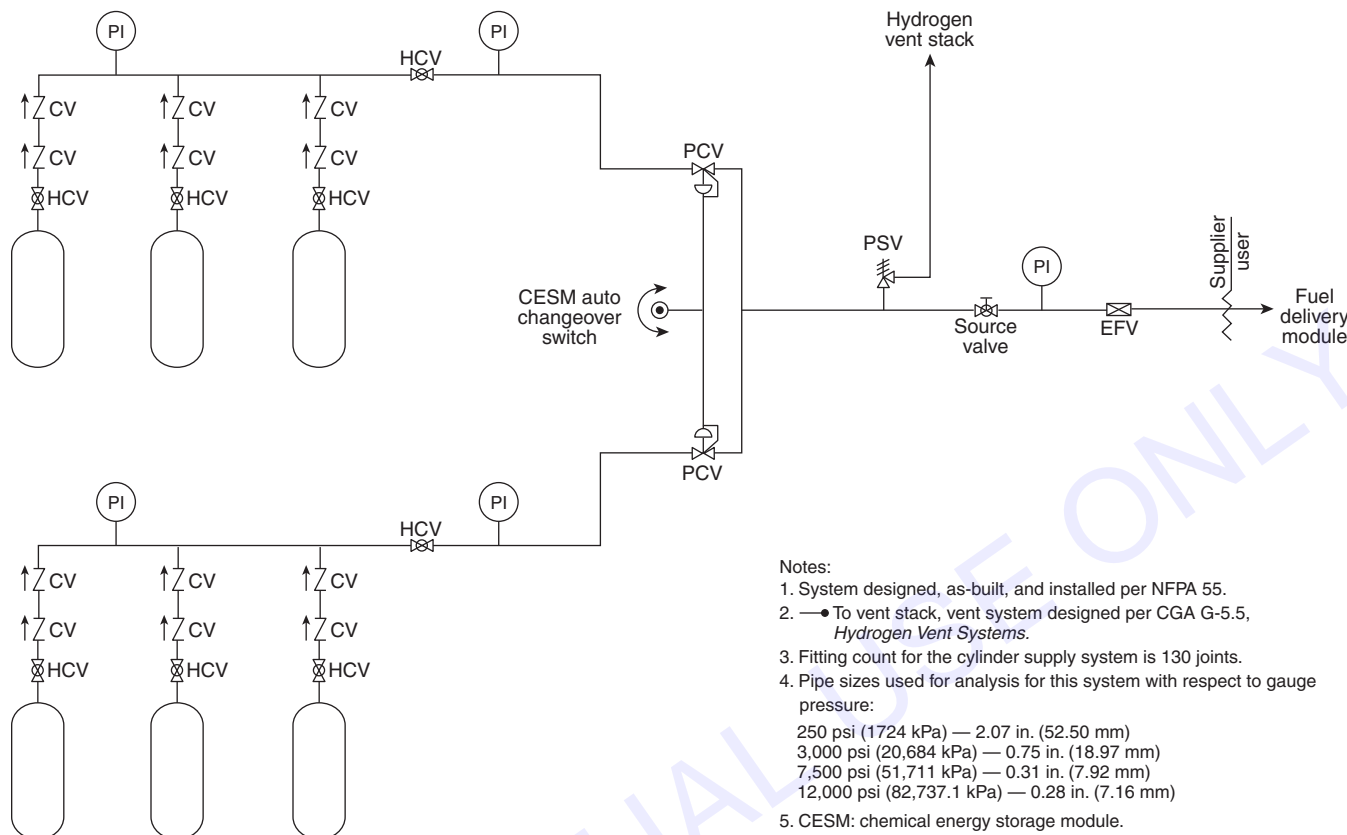 PI
PI
HCV
Hydrogen
vent stack
CV
CV
CV
CV
CV
CV
HCV
HCV
HCV
PCV
CESM auto
changeover
switch
PSV
PI
Source
valve
EFV
Supplier
user
Fuel
delivery
module
PCV
PI
PI
HCV
CV
CV
CV
CV
CV
CV
HCV
HCV
HCV
Notes:
1. System designed, as-built, and installed per NFPA 55.
2. To vent stack, vent system designed per CGA G-5.5,
Hydrogen Vent Systems.
3. Fitting count for the cylinder supply system is 130 joints.
4. Pipe sizes used for analysis for this system with respect to gauge
pressure:
250 psi (1724 kPa) — 2.07 in. (52.50 mm)
3,000 psi (20,684 kPa) — 0.75 in. (18.97 mm)
7,500 psi (51,711 kPa) — 0.31 in. (7.92 mm)
12,000 psi (82,737.1 kPa) — 0.28 in. (7.16 mm)
5. CESM: chemical energy storage module.
USE ONLY